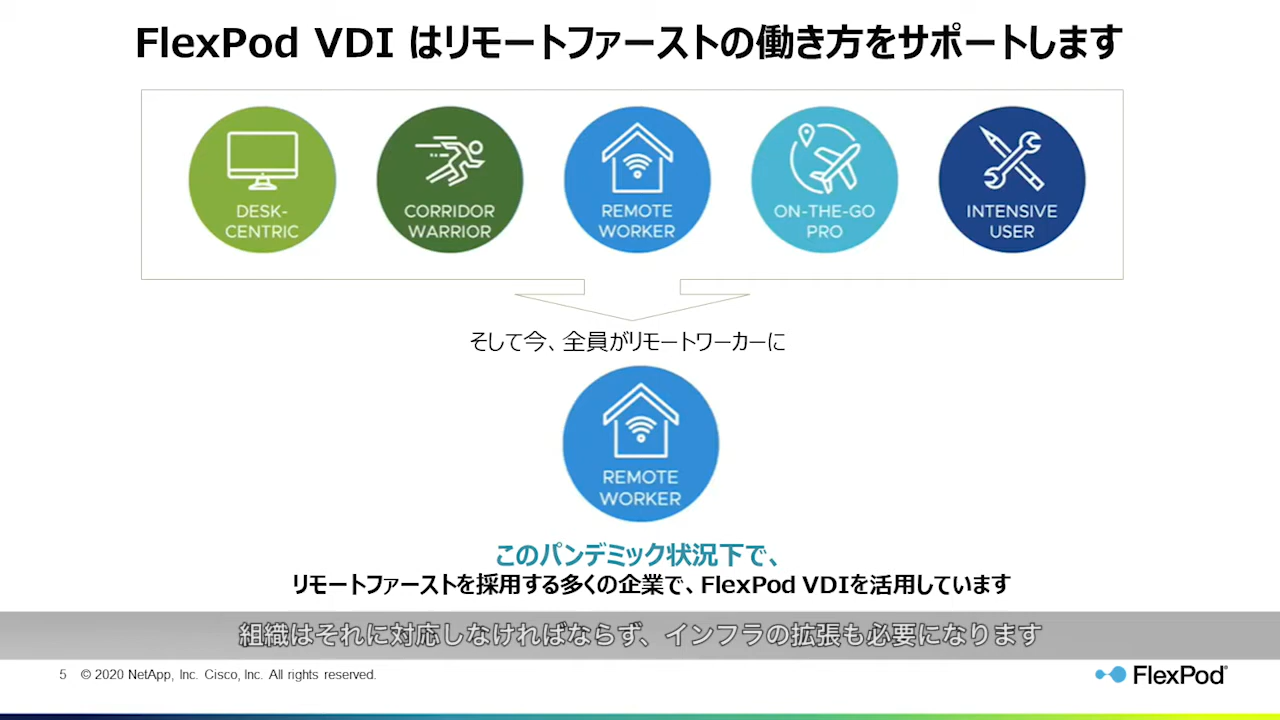 FlexPod VDI はリモートファーストの働き方をサポートします
DESK-
CENTRIC
CORRIDOR
WARRIOR
REMOTE
WORKER
ON-THE-GO
PRO
INTENSIVE
USER
そして今、全員がリモートワーカーに
REMOTE
WORKER
このパンデミック状況下で、
リモートファーストを採用する多くの企業で、FlexPod VDIを活用しています
組織はそれに対応しなければならず、インフラの拡張も必要になります
5 © 2020 NetApp, Inc. Cisco, Inc. All rights reserved.
FlexPod®